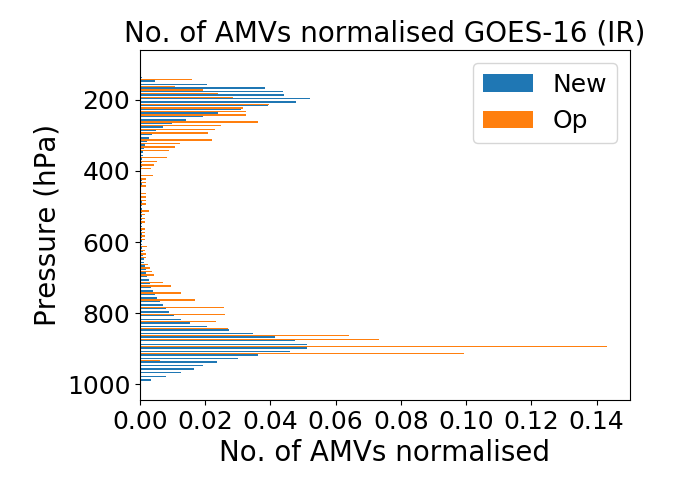 No. of AMVs normalised GOES-16 (IR)
New
Op
Pressure (hPa)
200
400
600
800
1000
0.00 0.02 0.04 0.06 0.08 0.10 0.12 0.14
No. of AMVs normalised